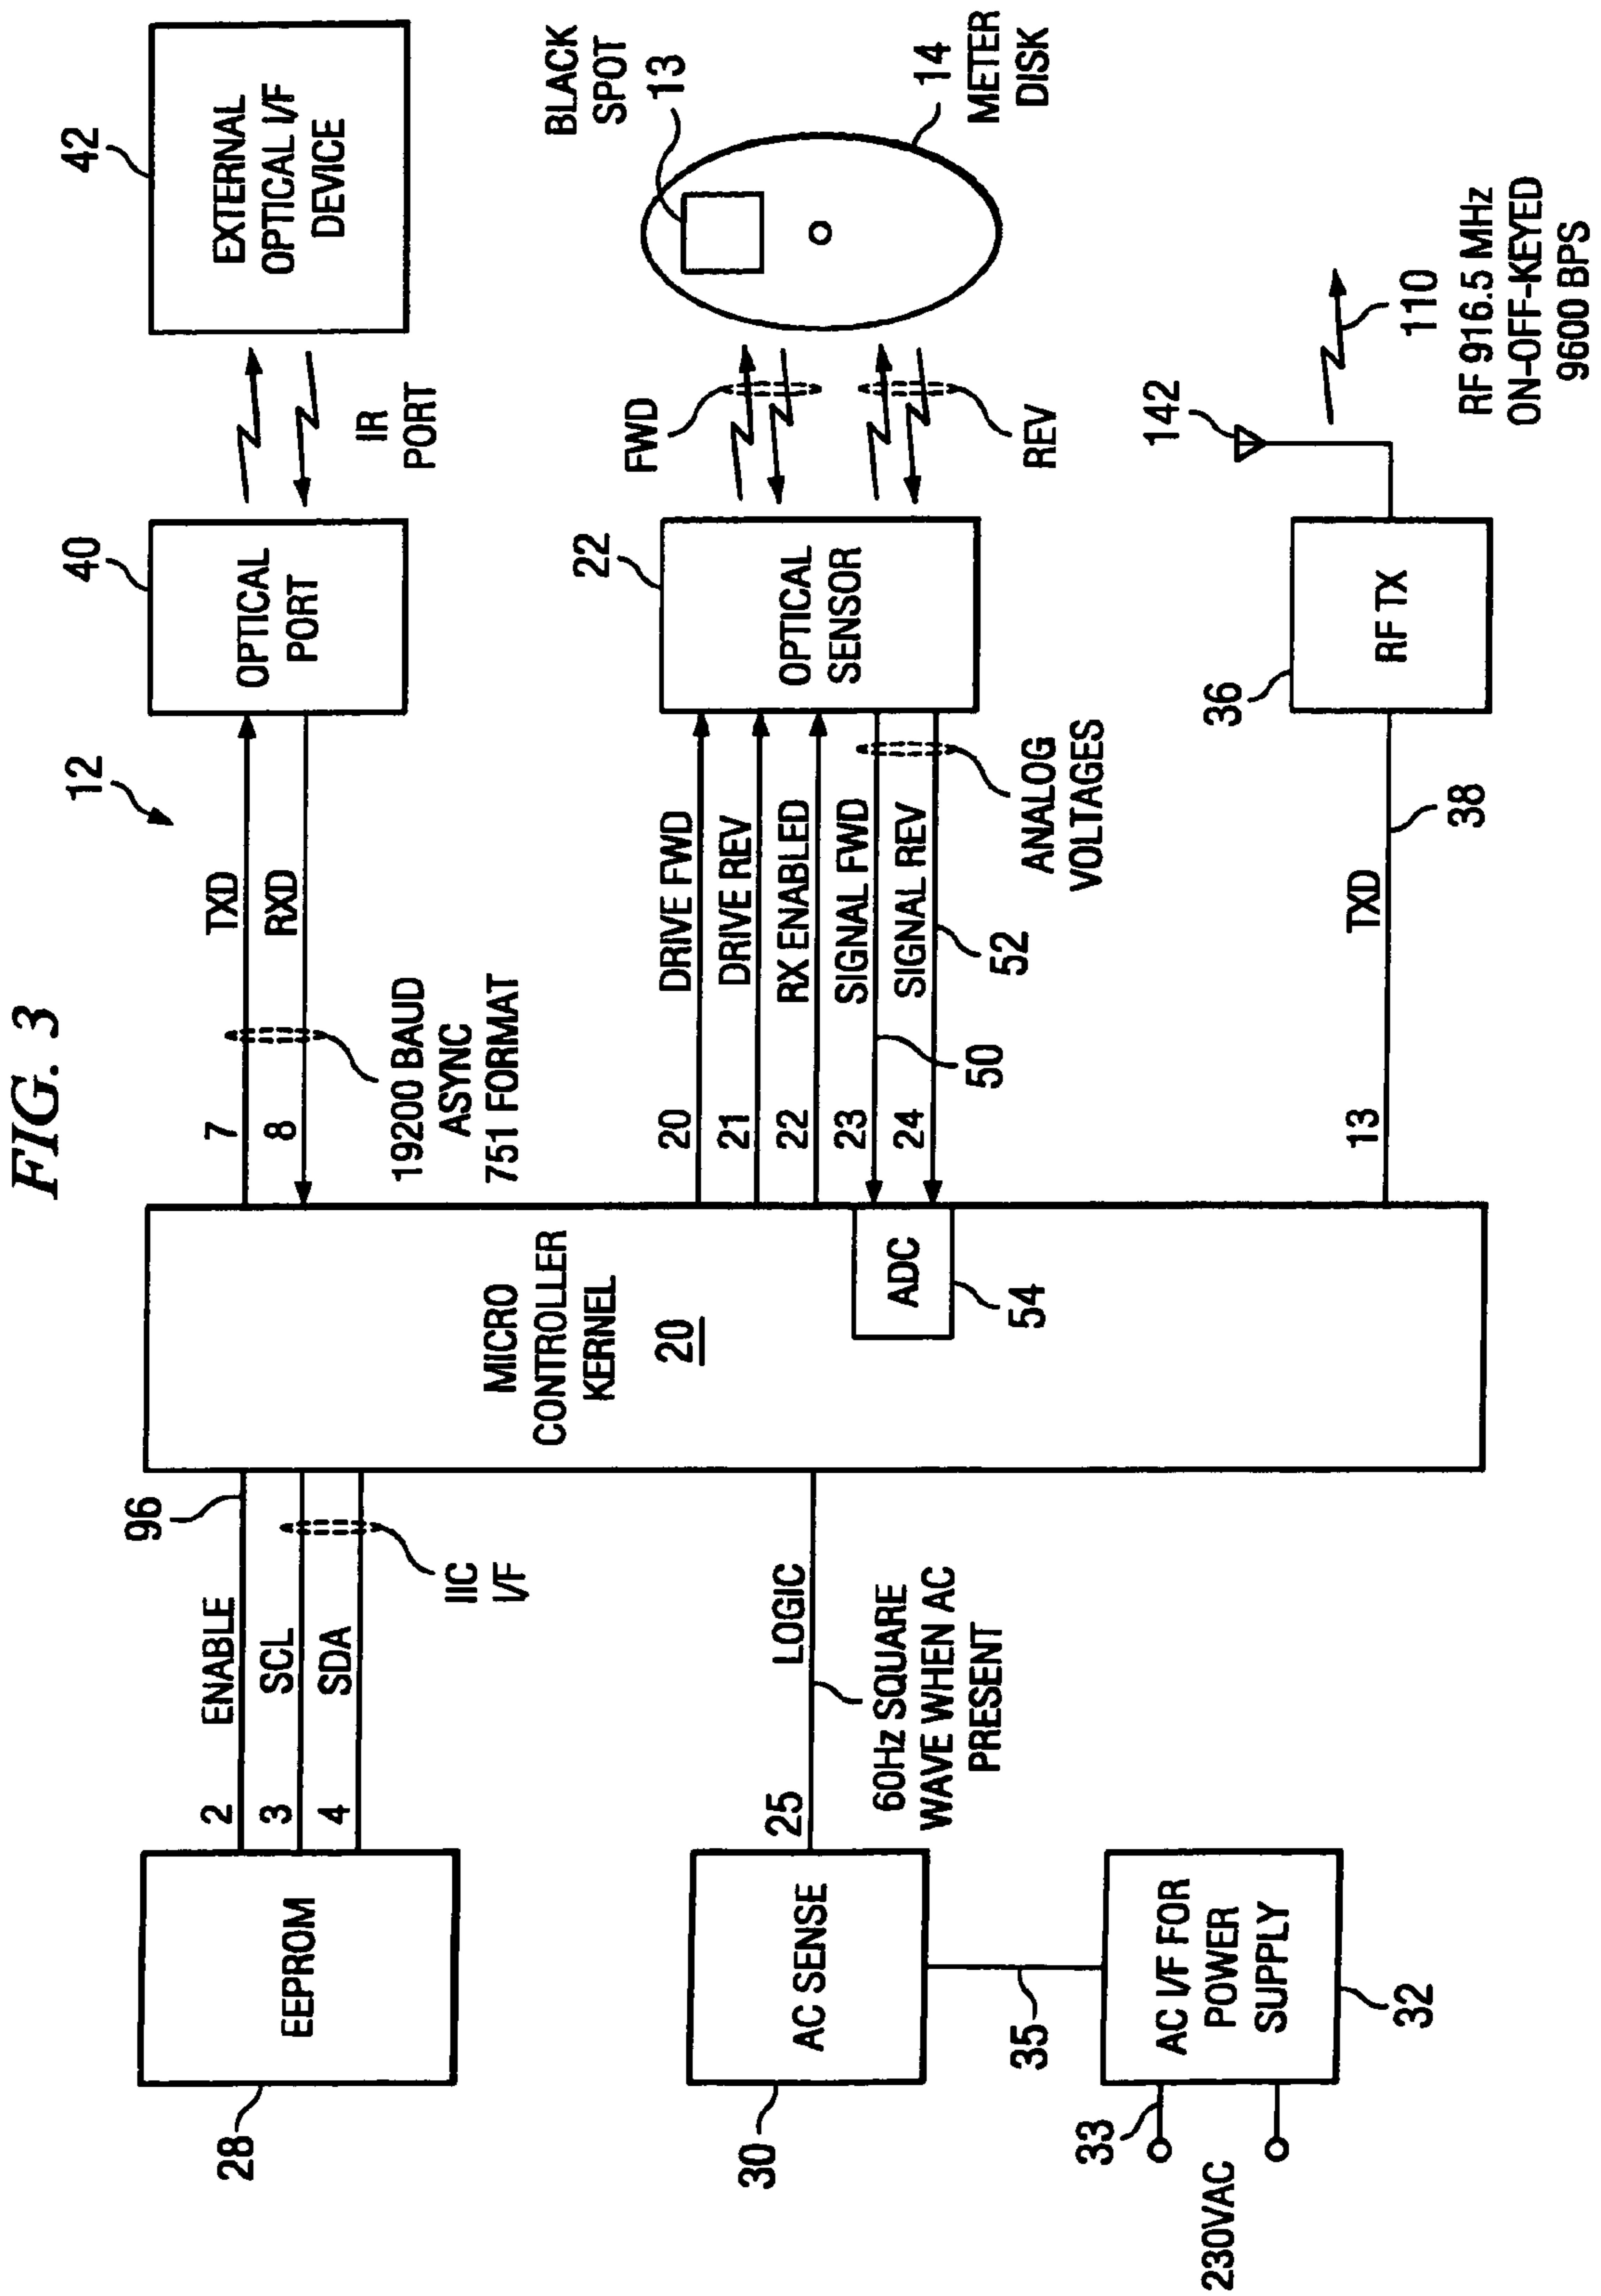 FIG. 3
12
28
EEPROM
2
ENABLE
3
SCL
4
SDA
96
IIC
I/F
MICRO
CONTROLLER
KERNEL
20
ADC
54
7
TXD
8
RXD
19200 BAUD
ASYNC
751 FORMAT
40
OPTICAL
PORT
IR
PORT
42
EXTERNAL
OPTICAL I/F
DEVICE
20
DRIVE FWD
21
DRIVE REV
22
RX ENABLED
23
SIGNAL FWD
24
SIGNAL REV
50
52
ANALOG
VOLTAGES
22
OPTICAL
SENSOR
FWD
REV
BLACK
SPOT
13
14
METER
DISK
30
AC SENSE
25
LOGIC
60Hz SQUARE
WAVE WHEN AC
PRESENT
35
33
230VAC
AC I/F FOR
POWER
SUPPLY
32
13
TXD
38
36
RF TX
142
110
RF 916.5 MHz
ON-OFF-KEYED
9600 BPS